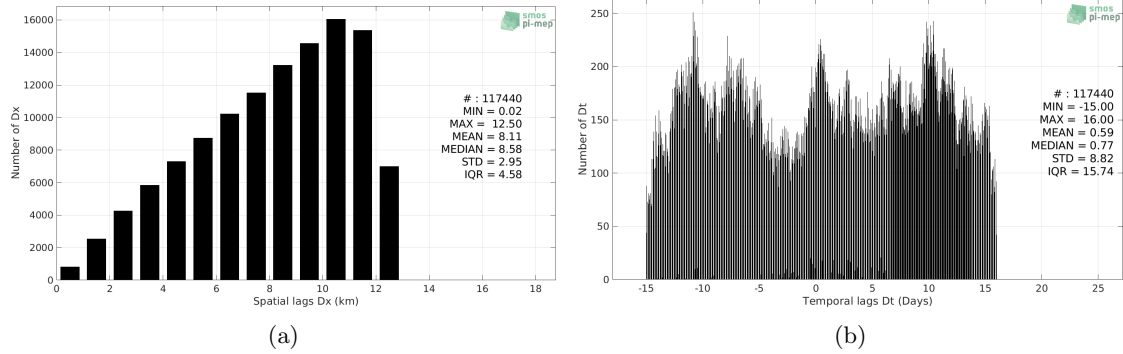 16000
14000
12000
10000
8000
6000
4000
2000
0
Number of Dx
smos
pi-mep
# : 117440
MIN = 0.02
MAX = 12.50
MEAN = 8.11
MEDIAN = 8.58
STD = 2.95
IQR = 4.58
0 2 4 6 8 10 12 14 16 18
Spatial lags Dx (km)
(a)
250
200
150
100
50
0
Number of Dt
smos
pi-mep
# : 117440
MIN = -15.00
MAX = 16.00
MEAN = 0.59
MEDIAN = 0.77
STD = 8.82
IQR = 15.74
-15 -10 -5 0 5 10 15 20 25
Temporal lags Dt (Days)
(b)